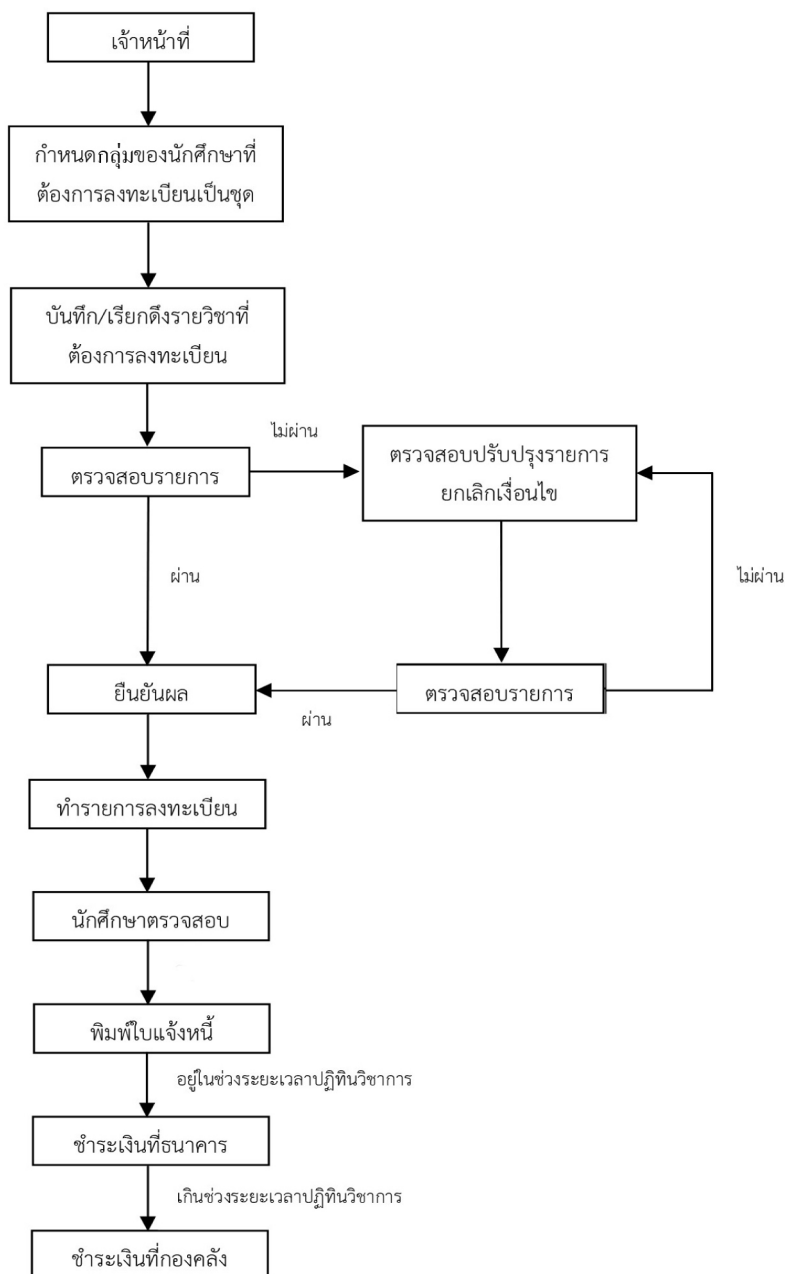 เจ้าหน้าที่
กำหนดกลุ่มของนักศึกษาที่
ต้องการลงทะเบียนเป็นชุด
บันทึก/เรียกดึงรายวิชาที่
ต้องการลงทะเบียน
ไม่ผ่าน
ตรวจสอบรายการ
ตรวจสอบปรับปรุงรายการ
ยกเลิกเงื่อนไข
ผ่าน
ไม่ผ่าน
ยืนยันผล
ตรวจสอบรายการ
ผ่าน
ทำรายการลงทะเบียน
นักศึกษาตรวจสอบ
พิมพ์ใบแจ้งหนี้
อยู่ในช่วงระยะเวลาปฏิทินวิชาการ
ชำระเงินที่ธนาคาร
เกินช่วงระยะเวลาปฏิทินวิชาการ
ชำระเงินที่กองคลัง